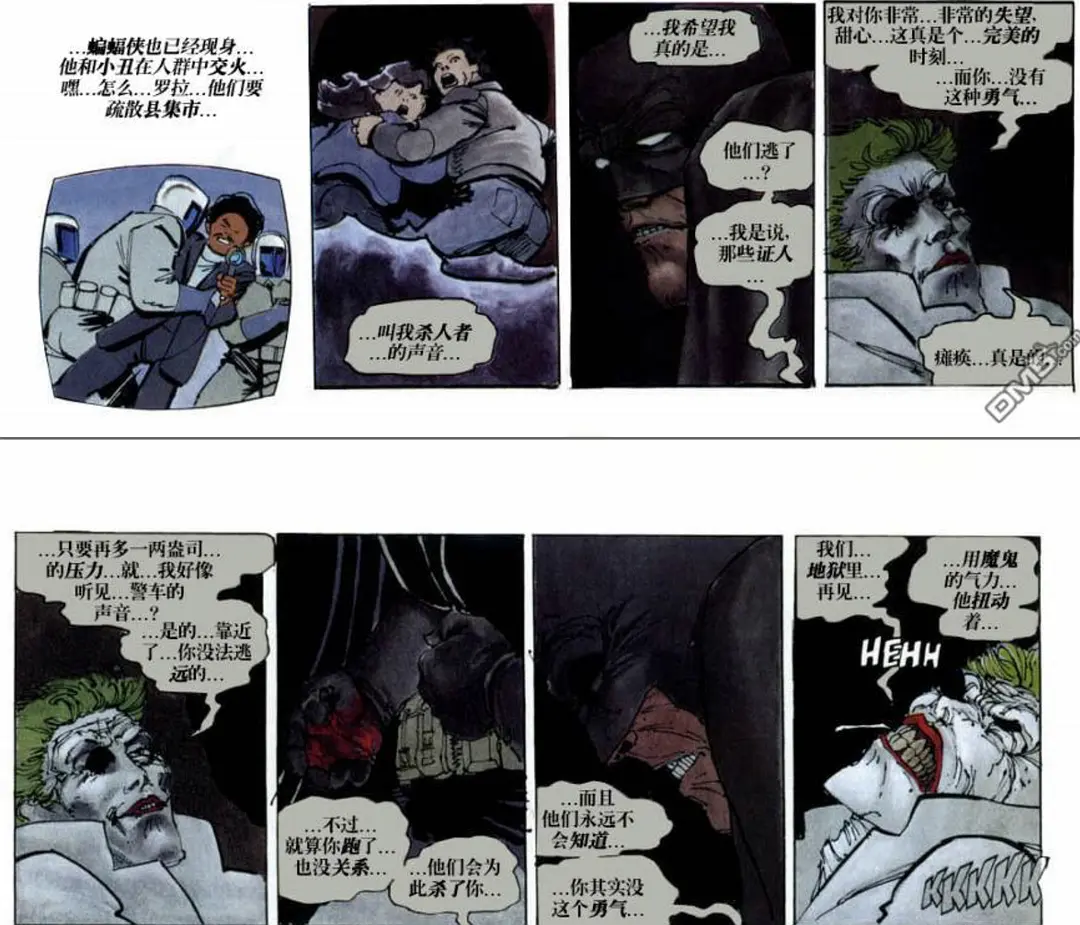 …蝙蝠侠也已经现身…
他和小丑在人群中交火…
嘿…怎么…罗拉…他们要
疏散县集市…
…叫我杀人者
的声音…
…我希望我
真的是…
他们逃了
…?
…我是说,
那些证人
…
我对你非常…非常的失望,
甜心…这真是个…完美的
时刻…
…而你…没有
这种勇气…
瘫痪…真是的…
DM5.com
…只要再多一两盎司…
的压力…就…我好像
听见…警车的
声音…?
…是的…靠近
了…你没法逃
远的…
…不过…
就算你跑了…
也没关系…
…他们会为
此杀了你…
…而且
他们永远不
会知道…
…你其实没
这个勇气…
我们…
地狱里…
再见…
…用魔鬼
的气力…
他扭动
着…
HEHH
KKKKKK